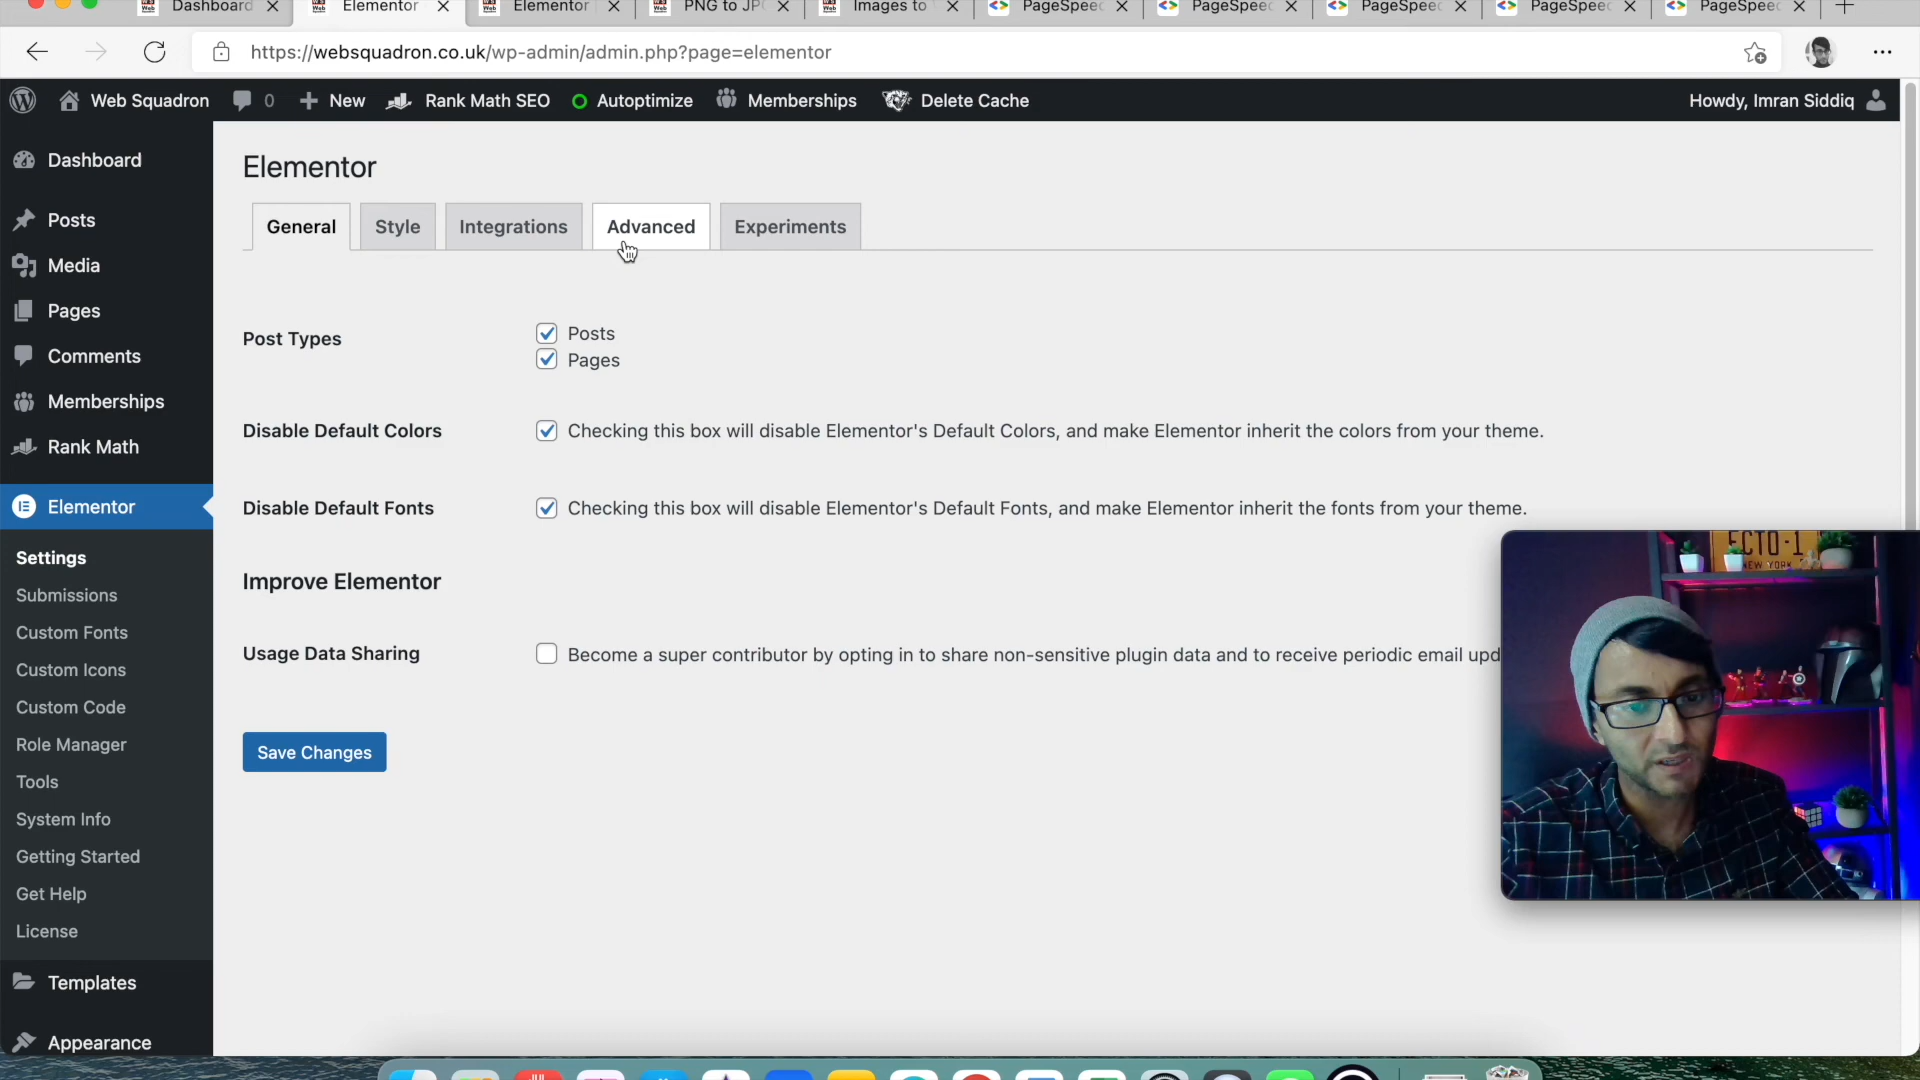 Dashboard
Elementor
Elementor
PNG to JP
Images to
PageSpee
PageSpee
PageSpee
PageSpee
PageSpee
https://websquadron.co.uk/wp-admin/admin.php?page=elementor
Web Squadron
0
New
Rank Math SEO
Autoptimize
Memberships
Delete Cache
Howdy, Imran Siddiq
Dashboard
Posts
Media
Pages
Comments
Memberships
Rank Math
Elementor
Settings
Submissions
Custom Fonts
Custom Icons
Custom Code
Role Manager
Tools
System Info
Getting Started
Get Help
License
Templates
Appearance
Elementor
General
Style
Integrations
Advanced
Experiments
Post Types
Posts
Pages
Disable Default Colors
Checking this box will disable Elementor's Default Colors, and make Elementor inherit the colors from your theme.
Disable Default Fonts
Checking this box will disable Elementor's Default Fonts, and make Elementor inherit the fonts from your theme.
Improve Elementor
Usage Data Sharing
Become a super contributor by opting in to share non-sensitive plugin data and to receive periodic email upd
Save Changes
ECTO-1
NEW YORK